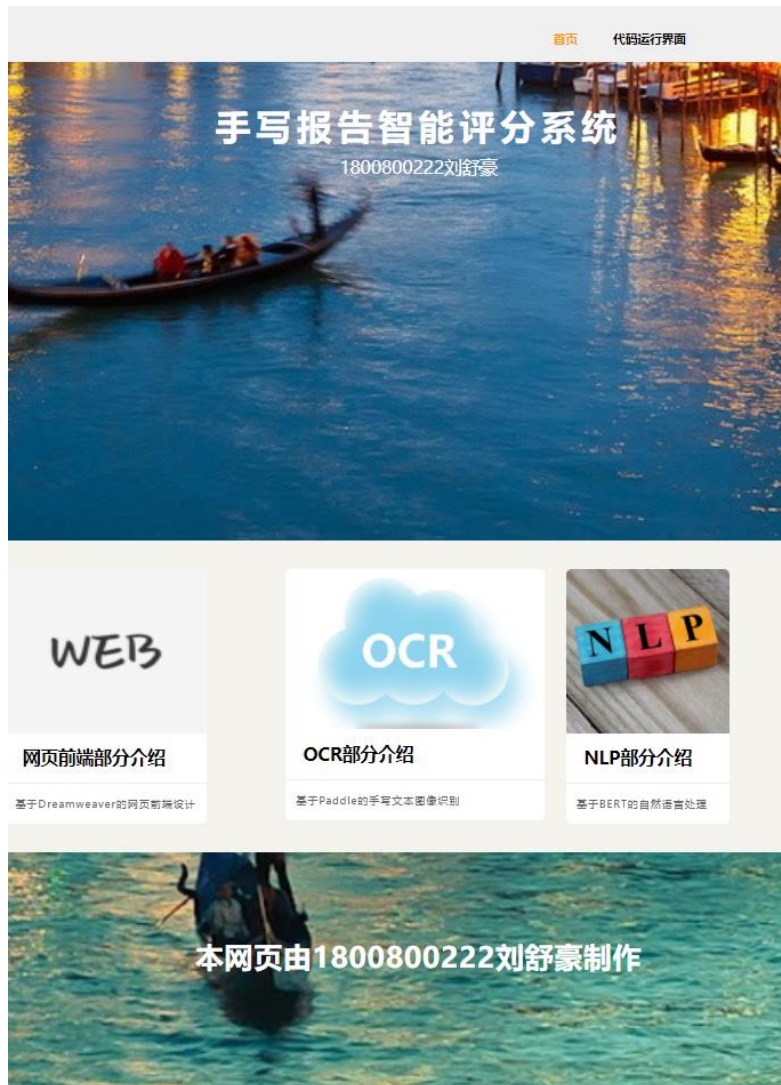 首页 代码运行界面
手写报告智能评分系统
1800800222刘舒豪
WEB
OCR
NLP
网页前端部分介绍
OCR部分介绍
NLP部分介绍
基于Dreamweaver的网页前端设计
基于Paddle的手写文本图像识别
基于BERT的自然语言处理
本网页由1800800222刘舒豪制作